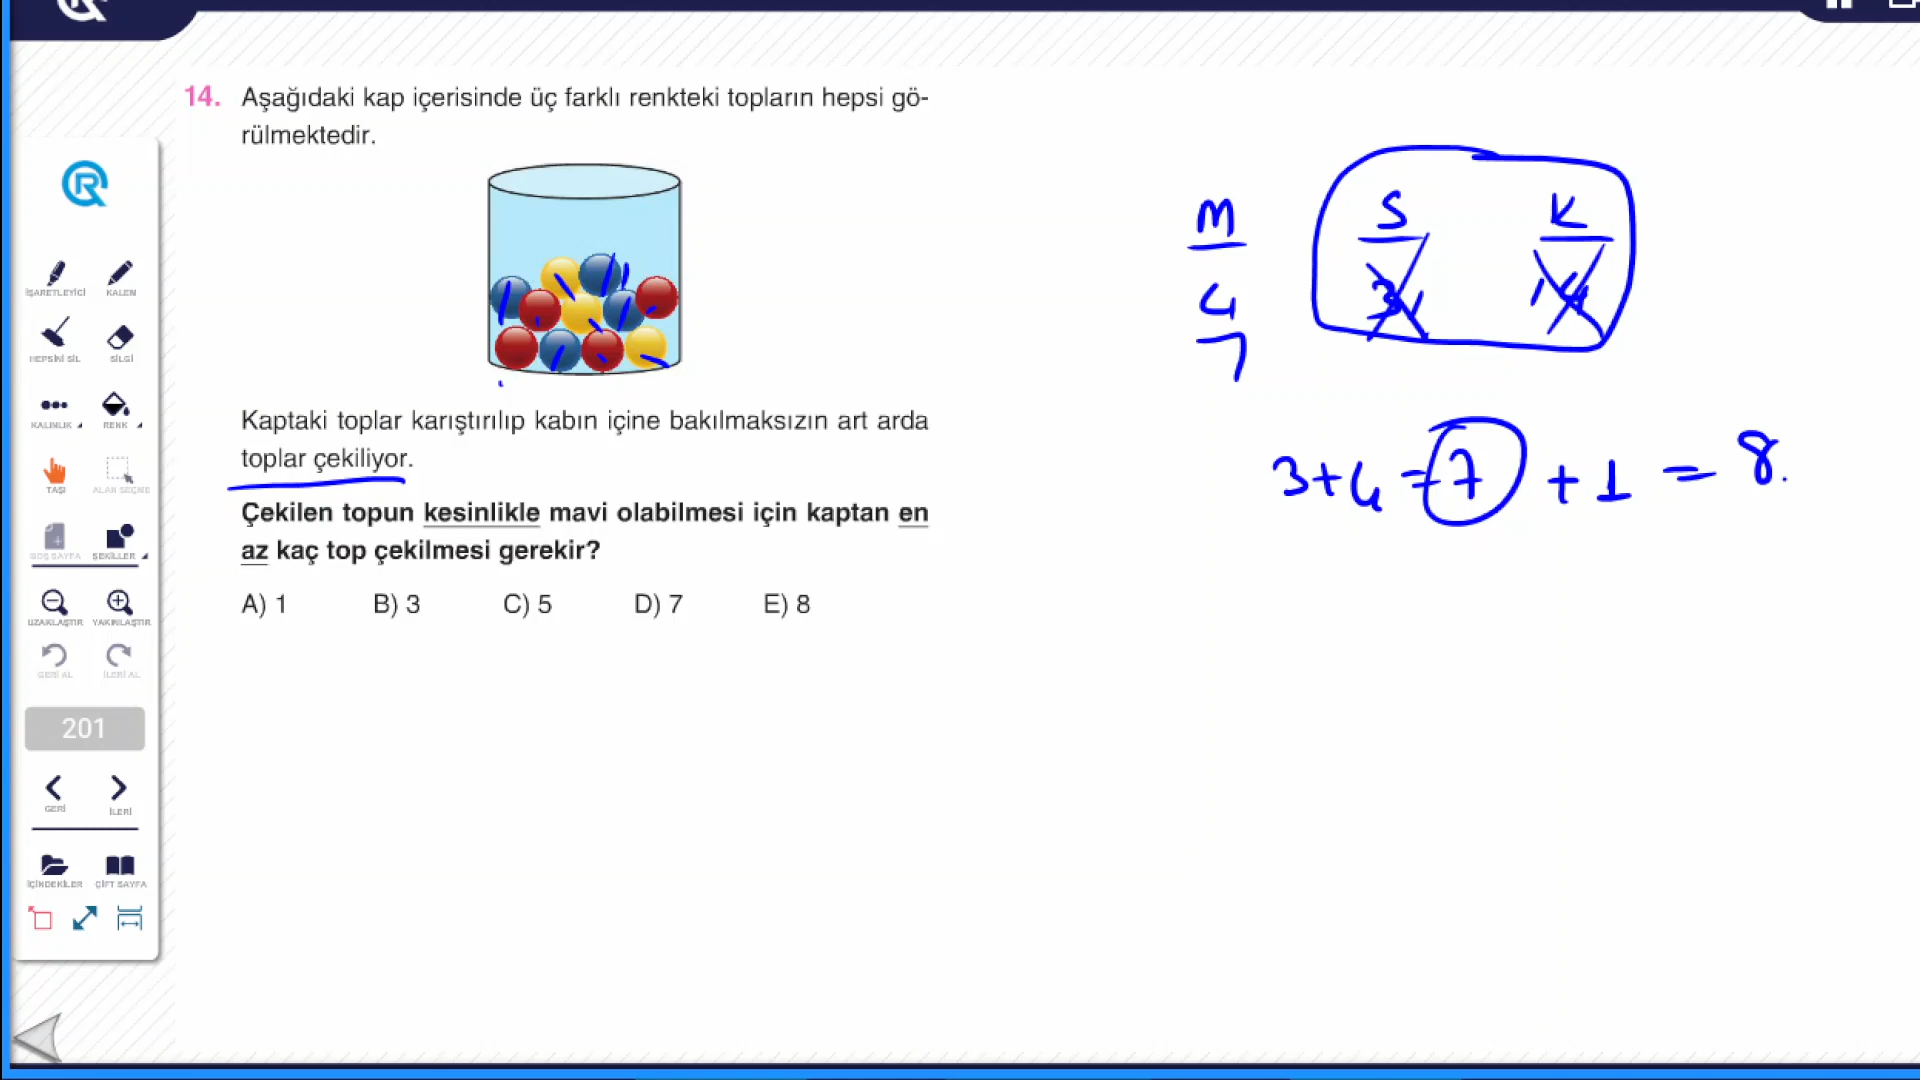 14. Aşağıdaki kap içerisinde üç farklı renkteki topların hepsi gö-
rülmektedir.
Kaptaki toplar karıştırılıp kabın içine bakılmaksızın art arda
toplar çekiliyor.
Çekilen topun kesinlikle mavi olabilmesi için kaptan en
az kaç top çekilmesi gerekir?
A) 1 B) 3 C) 5 D) 7 E) 8
M S K
4 3 4
7
3+4=7 +1 = 8.
R
İŞARETLEYİCİ KALEM
HEPSİNİ SİL SİLGİ
KALINLIK RENK
TAŞI ALAN SEÇME
BOŞ SAYFA ŞEKİLLER
UZAKLAŞTIR YAKINLAŞTIR
GERİ AL İLERİ AL
201
GERİ İLERİ
İÇİNDEKİLER ÇİFT SAYFA